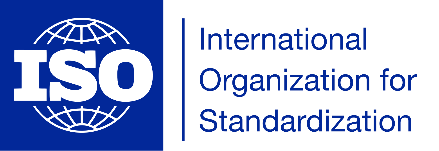 ISO
International
Organization for
Standardization